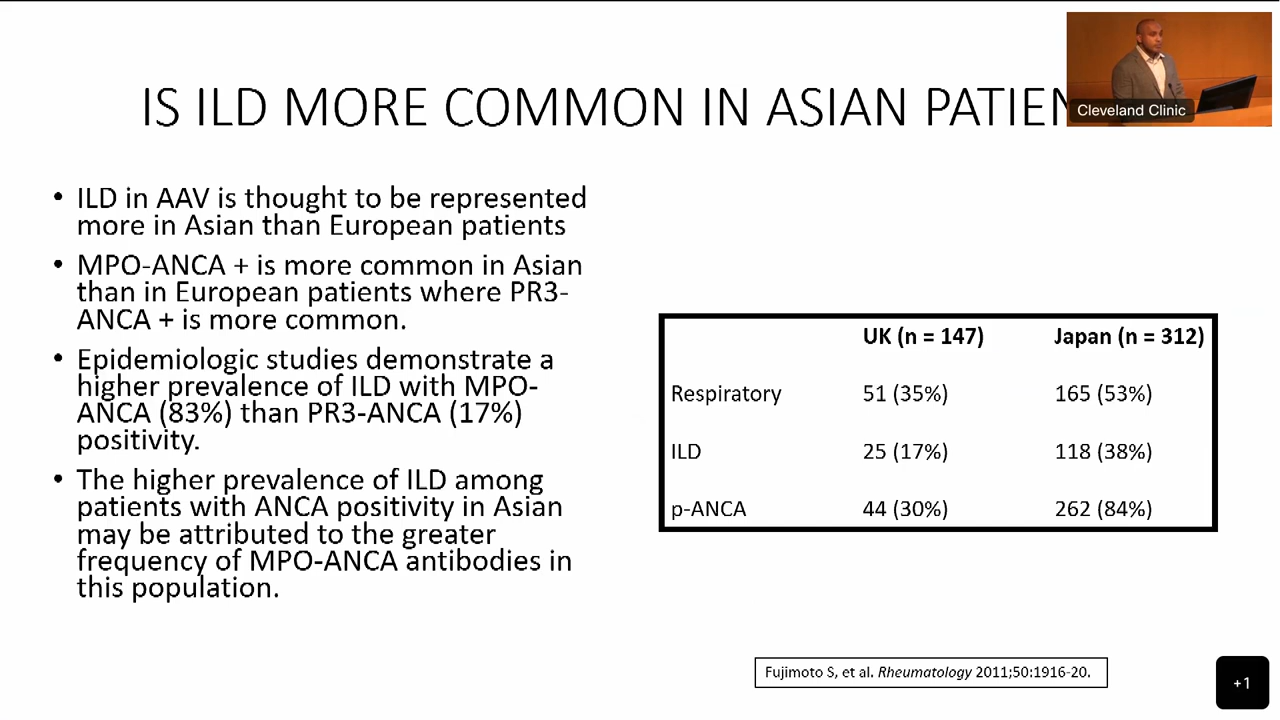 IS ILD MORE COMMON IN ASIAN
Cleveland Clinic
• ILD in AAV is thought to be represented
more in Asian than European patients
• MPO-ANCA + is more common in Asian
than in European patients where PR3-
ANCA + is more common.
• Epidemiologic studies demonstrate a
higher prevalence of ILD with MPO-
ANCA (83%) than PR3-ANCA (17%)
positivity.
• The higher prevalence of ILD among
patients with ANCA positivity in Asian
may be attributed to the greater
frequency of MPO-ANCA antibodies in
this population.
UK (n = 147) Japan (n = 312)
Respiratory 51 (35%) 165 (53%)
ILD 25 (17%) 118 (38%)
p-ANCA 44 (30%) 262 (84%)
Fujimoto S, et al. Rheumatology 2011;50:1916-20.
+1